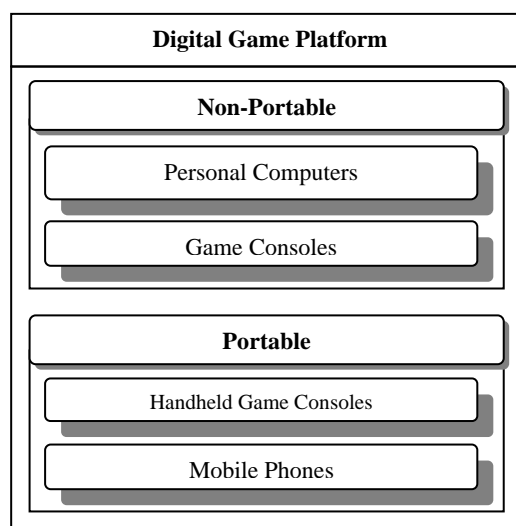 Digital Game Platform
Non-Portable
Personal Computers
Game Consoles
Portable
Handheld Game Consoles
Mobile Phones